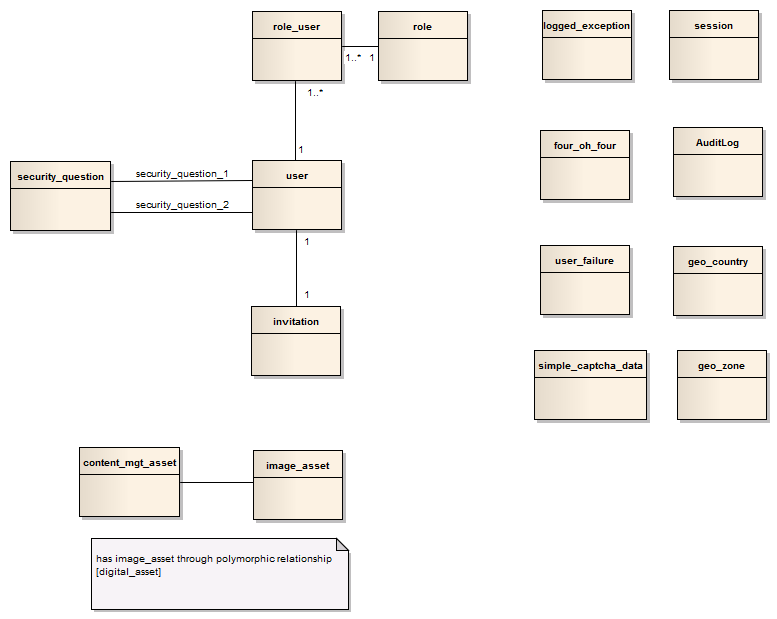 role_user
role
logged_exception
session
1..*
1
1..*
1
four_oh_four
AuditLog
security_question
security_question_1
security_question_2
user
1
1
user_failure
geo_country
invitation
simple_captcha_data
geo_zone
content_mgt_asset
image_asset
has image_asset through polymorphic relationship
[digital_asset]